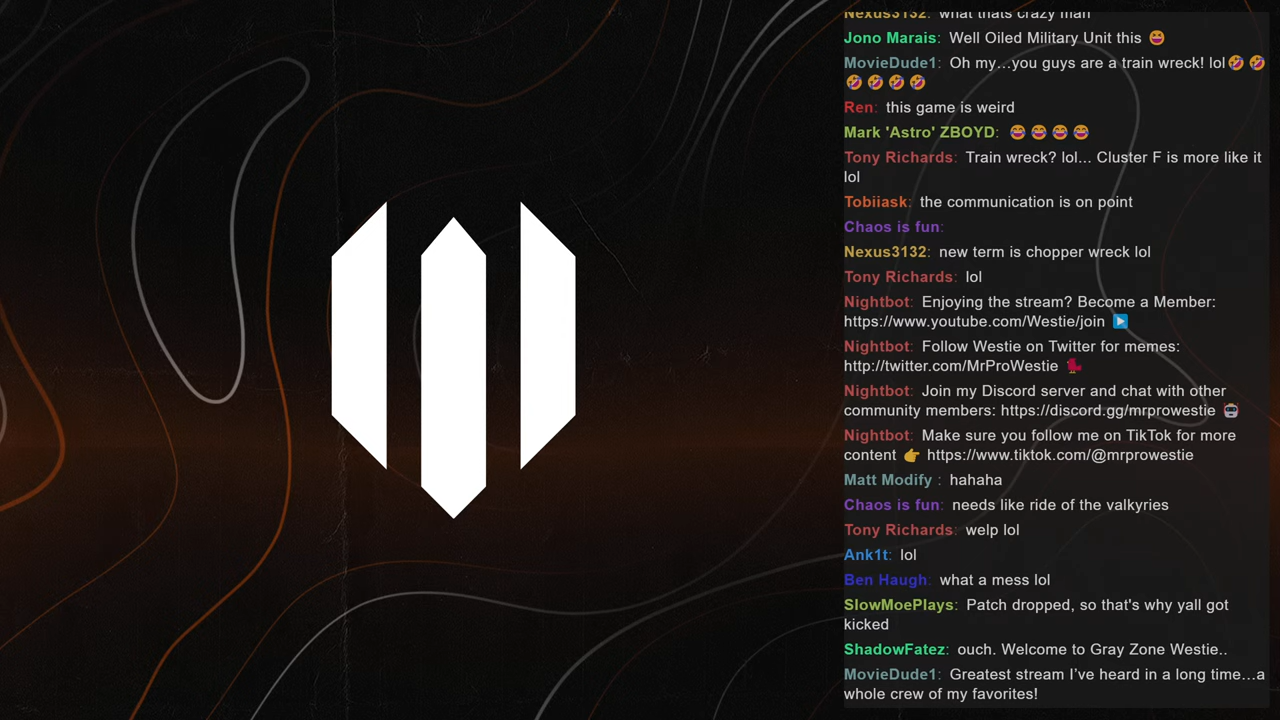 Nexus3132: what thats crazy man
Jono Marais: Well Oiled Military Unit this 😆
MovieDude1: Oh my...you guys are a train wreck! lol🤣 🤣
🤣 🤣 🤣 🤣
Ren: this game is weird
Mark 'Astro' ZBOYD: 😂 😂 😂 😂
Tony Richards: Train wreck? lol... Cluster F is more like it
lol
Tobiiask: the communication is on point
Chaos is fun:
Nexus3132: new term is chopper wreck lol
Tony Richards: lol
Nightbot: Enjoying the stream? Become a Member:
https://www.youtube.com/Westie/join ▶️
Nightbot: Follow Westie on Twitter for memes:
http://twitter.com/MrProWestie 🐦
Nightbot: Join my Discord server and chat with other
community members: https://discord.gg/mrprowestie 🤖
Nightbot: Make sure you follow me on TikTok for more
content 👉 https://www.tiktok.com/@mrprowestie
Matt Modify : hahaha
Chaos is fun: needs like ride of the valkyries
Tony Richards: welp lol
Ank1t: lol
Ben Haugh: what a mess lol
SlowMoePlays: Patch dropped, so that's why yall got
kicked
ShadowFatez: ouch. Welcome to Gray Zone Westie..
MovieDude1: Greatest stream I've heard in a long time...a
whole crew of my favorites!